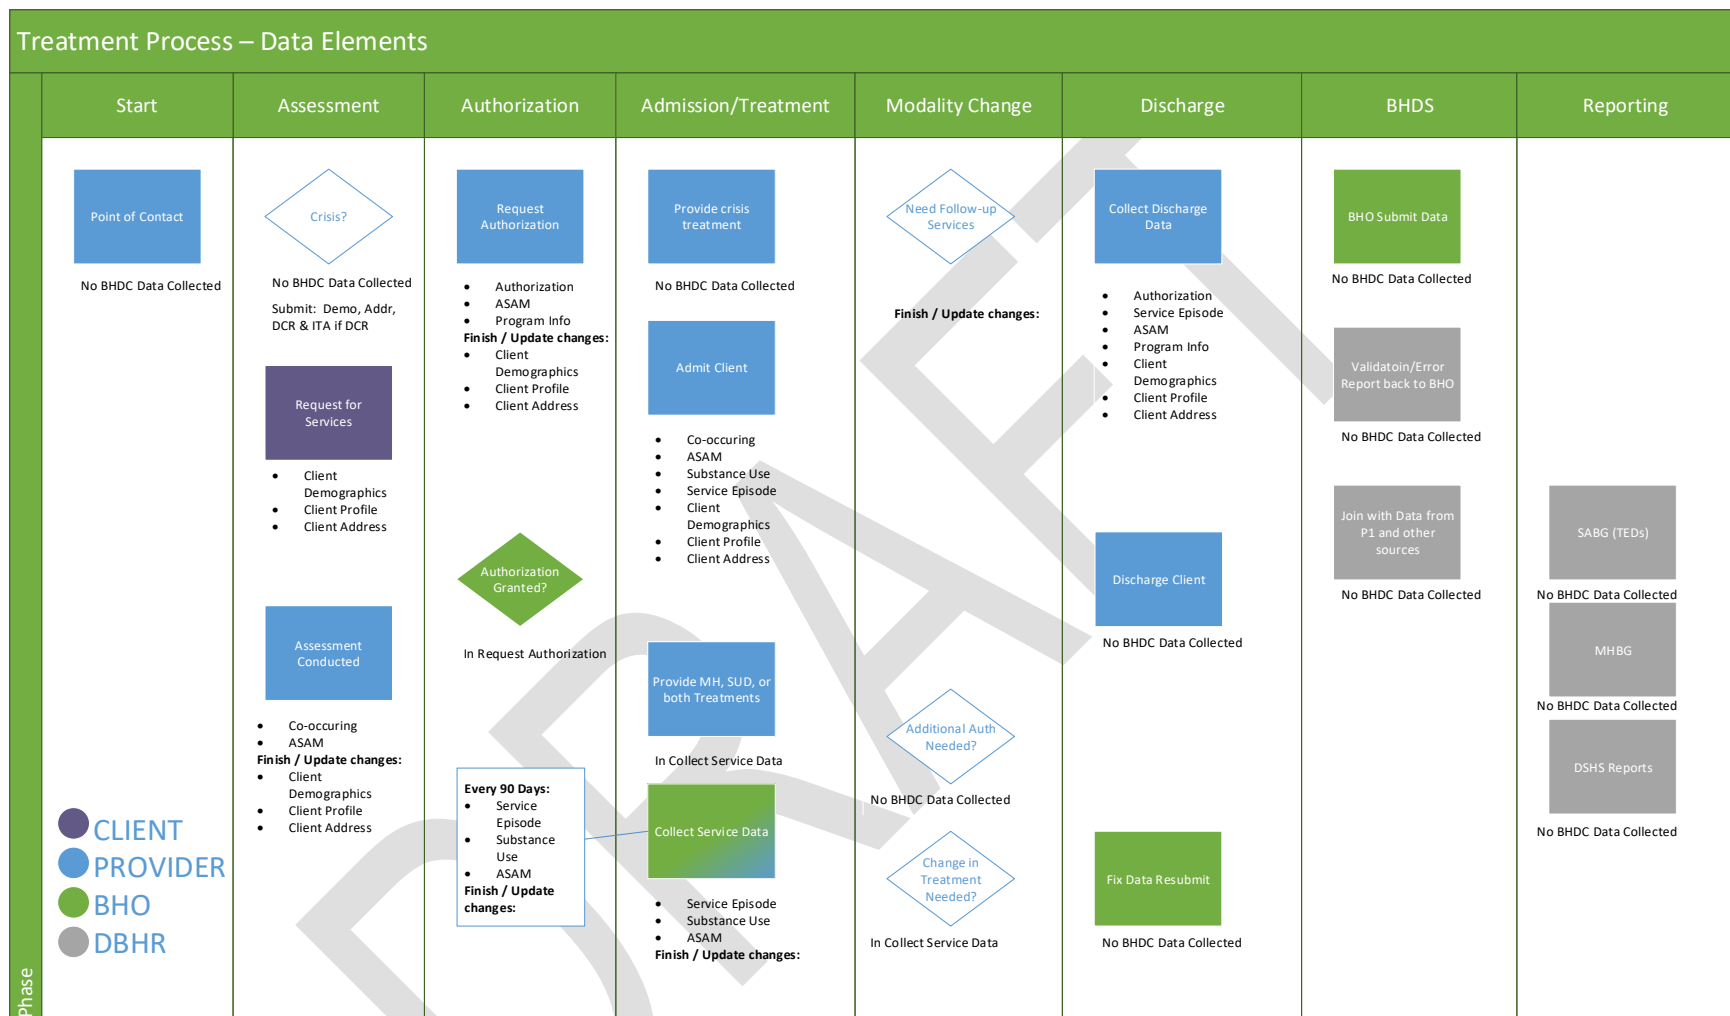 Treatment Process – Data Elements
Phase
Start
Assessment
Authorization
Admission/Treatment
Modality Change
Discharge
BHDS
Reporting
Point of Contact
No BHDC Data Collected
CLIENT
PROVIDER
BHO
DBHR
Crisis?
No BHDC Data Collected
Submit: Demo, Addr,
DCR & ITA if DCR
Request for
Services
• Client
Demographics
• Client Profile
• Client Address
Assessment
Conducted
• Co-occuring
• ASAM
Finish / Update changes:
• Client
Demographics
• Client Profile
• Client Address
Request
Authorization
• Authorization
• ASAM
• Program Info
Finish / Update changes:
• Client
Demographics
• Client Profile
• Client Address
Authorization
Granted?
In Request Authorization
Every 90 Days:
• Service
Episode
• Substance
Use
• ASAM
Finish / Update
changes:
Provide crisis
treatment
No BHDC Data Collected
Admit Client
• Co-occuring
• ASAM
• Substance Use
• Service Episode
• Client
Demographics
• Client Profile
• Client Address
Provide MH, SUD, or
both Treatments
In Collect Service Data
Collect Service Data
• Service Episode
• Substance Use
• ASAM
Finish / Update changes:
Need Follow-up
Services
Finish / Update changes:
Additional Auth
Needed?
No BHDC Data Collected
Change in
Treatment
Needed?
In Collect Service Data
Collect Discharge
Data
• Authorization
• Service Episode
• ASAM
• Program Info
• Client
Demographics
• Client Profile
• Client Address
Discharge Client
No BHDC Data Collected
Fix Data Resubmit
No BHDC Data Collected
BHO Submit Data
No BHDC Data Collected
Validatoin/Error
Report back to BHO
No BHDC Data Collected
Join with Data from
P1 and other
sources
No BHDC Data Collected
SABG (TEDs)
No BHDC Data Collected
MHBG
No BHDC Data Collected
DSHS Reports
No BHDC Data Collected
DRAFT